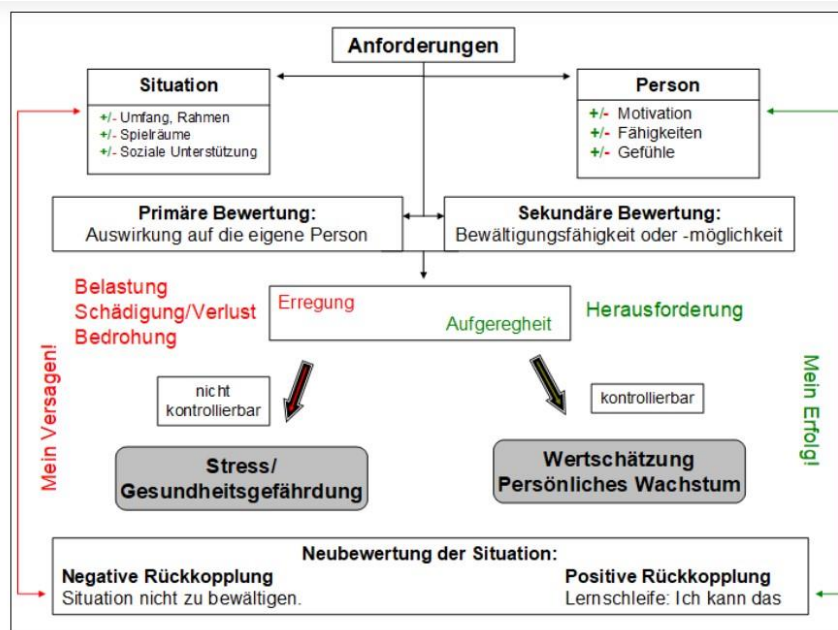 Anforderungen
Situation
+/- Umfang, Rahmen
+/- Spielräume
+/- Soziale Unterstützung
Person
+/- Motivation
+/- Fähigkeiten
+/- Gefühle
Primäre Bewertung:
Auswirkung auf die eigene Person
Sekundäre Bewertung:
Bewältigungsfähigkeit oder -möglichkeit
Belastung
Schädigung/Verlust
Bedrohung
Erregung
Aufgeregheit
Herausforderung
Mein Versagen!
nicht
kontrollierbar
kontrollierbar
Mein Erfolg!
Stress/
Gesundheitsgefährdung
Wertschätzung
Persönliches Wachstum
Neubewertung der Situation:
Negative Rückkopplung
Situation nicht zu bewältigen.
Positive Rückkopplung
Lernschleife: Ich kann das